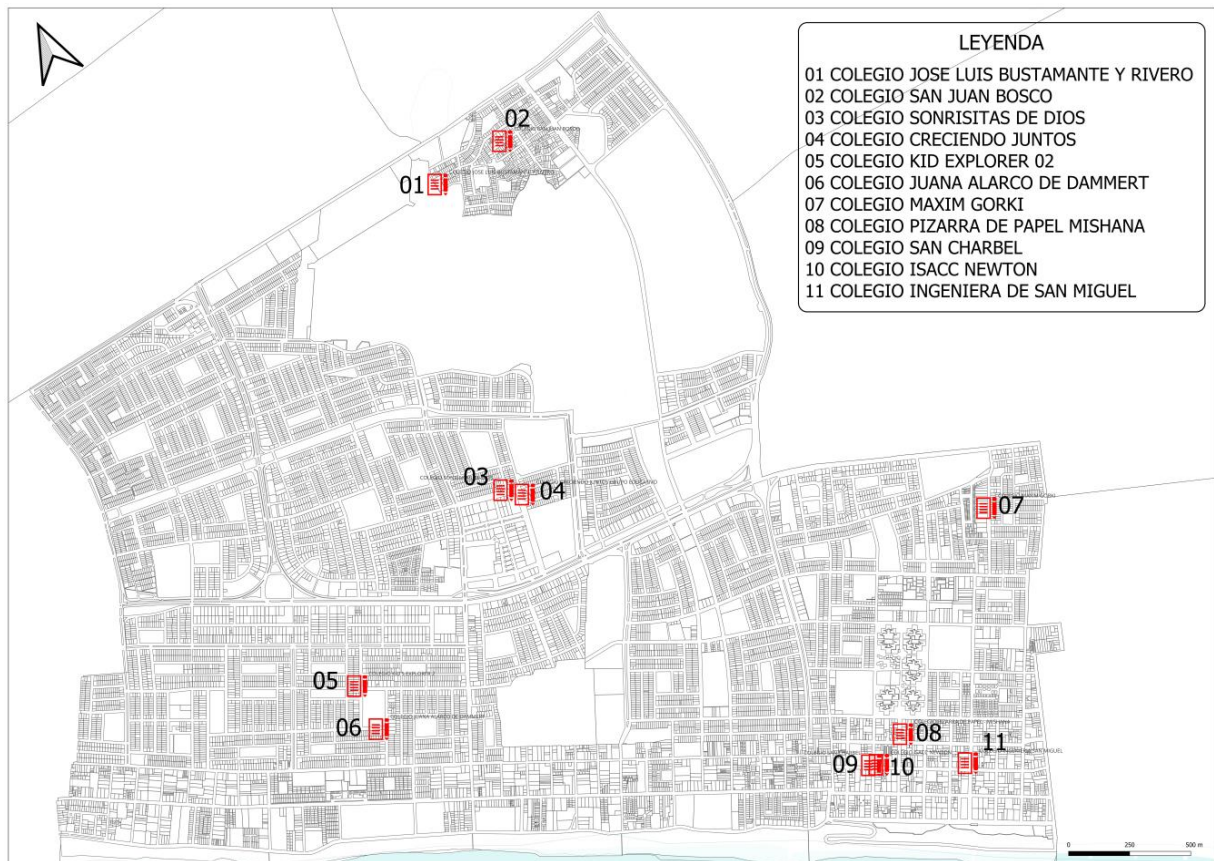 LEYENDA
01 COLEGIO JOSE LUIS BUSTAMANTE Y RIVERO
02 COLEGIO SAN JUAN BOSCO
03 COLEGIO SONRISITAS DE DIOS
04 COLEGIO CRECIENDO JUNTOS
05 COLEGIO KID EXPLORER 02
06 COLEGIO JUANA ALARCO DE DAMMERT
07 COLEGIO MAXIM GORKI
08 COLEGIO PIZARRA DE PAPEL MISHANA
09 COLEGIO SAN CHARBEL
10 COLEGIO ISACC NEWTON
11 COLEGIO INGENIERA DE SAN MIGUEL
02
01
03
04
07
05
06
08
11
09
10
0 250 500 m